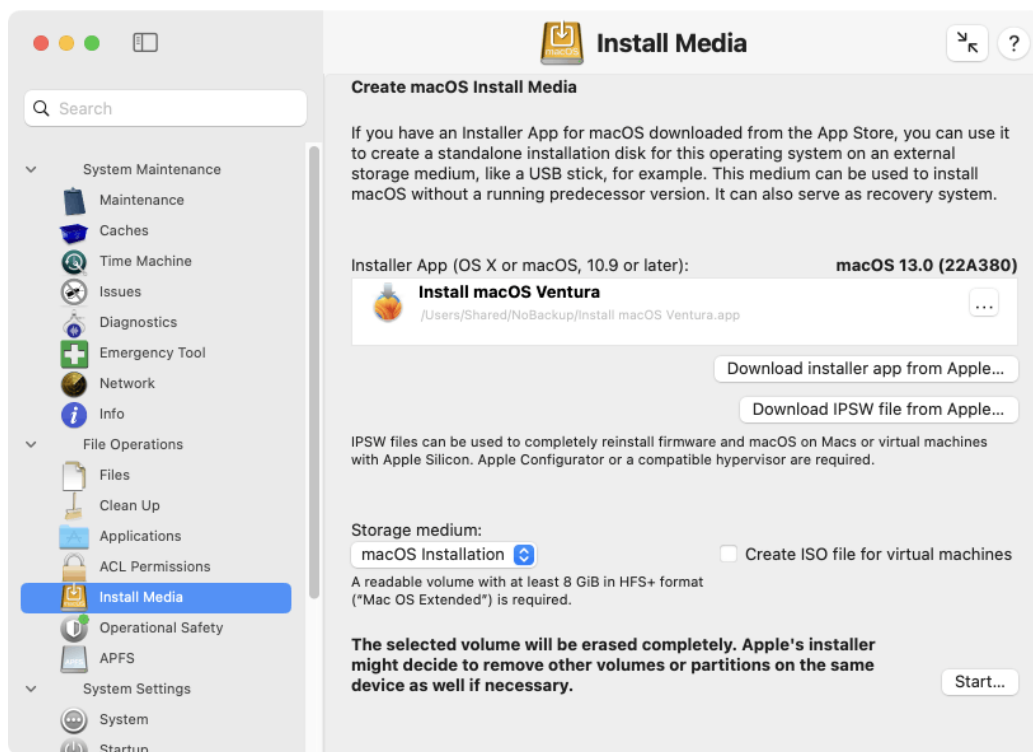 macOS
Install Media
?
Search
System Maintenance
Maintenance
Caches
Time Machine
Issues
Diagnostics
Emergency Tool
Network
Info
File Operations
Files
Clean Up
Applications
ACL Permissions
Install Media
Operational Safety
APFS
System Settings
System
Startup
Create macOS Install Media
If you have an Installer App for macOS downloaded from the App Store, you can use it
to create a standalone installation disk for this operating system on an external
storage medium, like a USB stick, for example. This medium can be used to install
macOS without a running predecessor version. It can also serve as recovery system.
Installer App (OS X or macOS, 10.9 or later): macOS 13.0 (22A380)
Install macOS Ventura
/Users/Shared/NoBackup/Install macOS Ventura.app
...
Download installer app from Apple...
Download IPSW file from Apple...
IPSW files can be used to completely reinstall firmware and macOS on Macs or virtual machines
with Apple Silicon. Apple Configurator or a compatible hypervisor are required.
Storage medium:
macOS Installation
Create ISO file for virtual machines
A readable volume with at least 8 GiB in HFS+ format
(“Mac OS Extended”) is required.
The selected volume will be erased completely. Apple's installer
might decide to remove other volumes or partitions on the same
device as well if necessary.
Start...